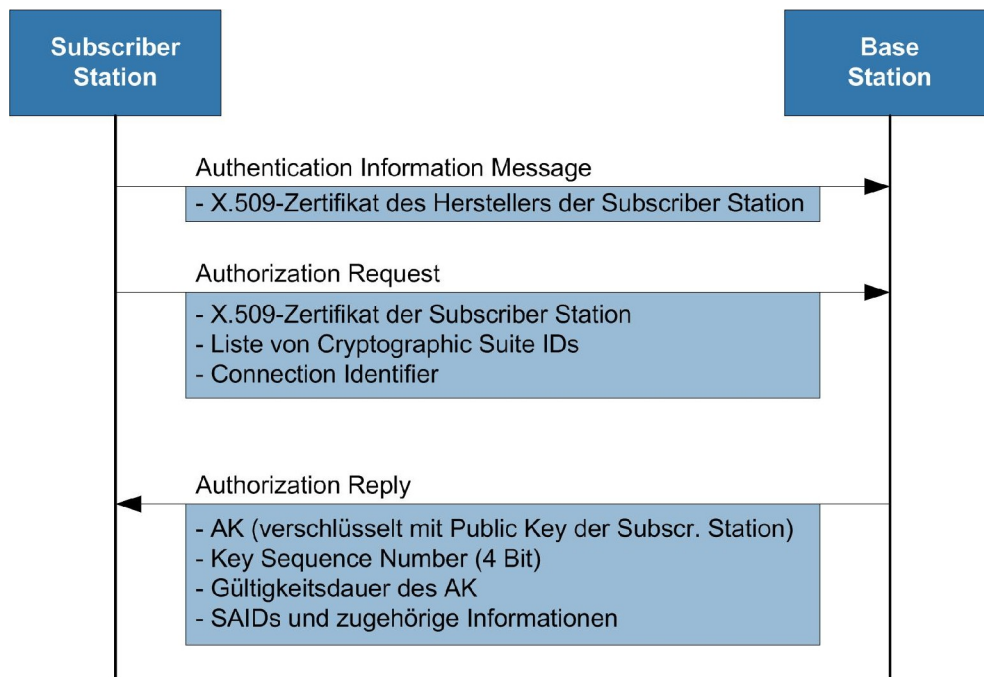 Subscriber
Station
Base
Station
Authentication Information Message
- X.509-Zertifikat des Herstellers der Subscriber Station
Authorization Request
- X.509-Zertifikat der Subscriber Station
- Liste von Cryptographic Suite IDs
- Connection Identifier
Authorization Reply
- AK (verschlüsselt mit Public Key der Subscr. Station)
- Key Sequence Number (4 Bit)
- Gültigkeitsdauer des AK
- SAIDs und zugehörige Informationen